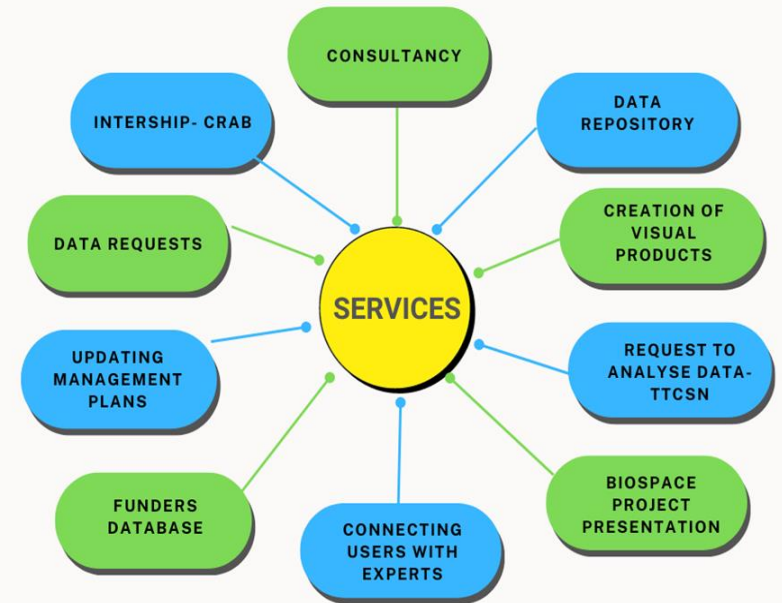 CONSULTANCY
INTERSHIP- CRAB
DATA
REPOSITORY
DATA REQUESTS
CREATION OF
VISUAL
PRODUCTS
SERVICES
UPDATING
MANAGEMENT
PLANS
REQUEST TO
ANALYSE DATA-
TTCSN
FUNDERS
DATABASE
CONNECTING
USERS WITH
EXPERTS
BIOSPACE
PROJECT
PRESENTATION